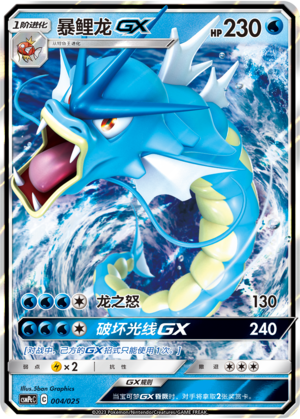 1阶进化 暴鲤龙GX HP230
龙之怒 130
破坏光线GX 240
[对战中,己方的GX招式只能使用1次。]
弱点 ×2 抵抗力 撤退
Illus.5ban Graphics
GX规则
当宝可梦GX【昏厥】时,对手将拿取2张奖赏卡。
G 004/025
©2023 Pokémon/Nintendo/Creatures/GAME FREAK